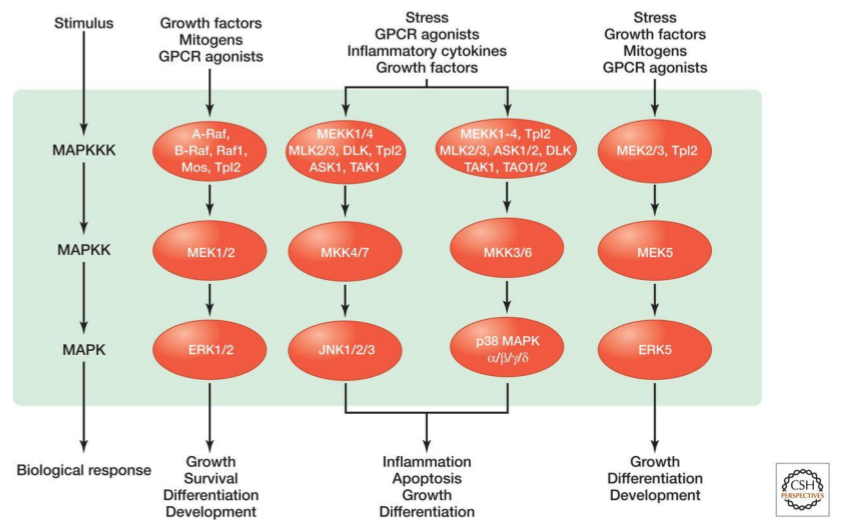 Stimulus
Growth factors
Mitogens
GPCR agonists
Stress
GPCR agonists
Inflammatory cytokines
Growth factors
Stress
Growth factors
Mitogens
GPCR agonists
MAPKKK
A-Raf,
B-Raf, Raf1,
Mos, Tpl2
MEKK1/4
MLK2/3, DLK, Tpl2
ASK1, TAK1
MEKK1-4, Tpl2
MLK2/3, ASK1/2, DLK
TAK1, TAO1/2
MEK2/3, Tpl2
MAPKK
MEK1/2
MKK4/7
MKK3/6
MEK5
MAPK
ERK1/2
JNK1/2/3
p38 MAPK
α/β/γ/δ
ERK5
Biological response
Growth
Survival
Differentiation
Development
Inflammation
Apoptosis
Growth
Differentiation
Growth
Differentiation
Development
CSH
PERSPECTIVES